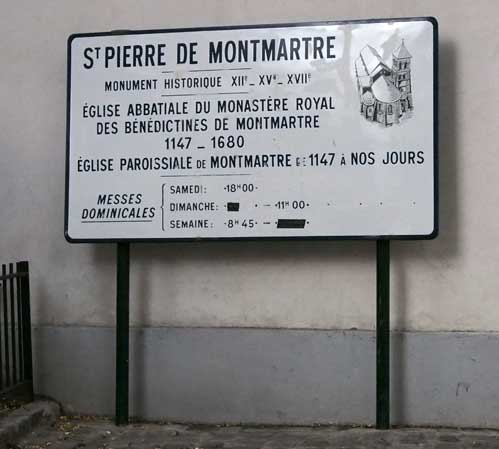 ST PIERRE DE MONTMARTRE
MONUMENT HISTORIQUE XIIE_XVE_XVIIE
ÉGLISE ABBATIALE DU MONASTÈRE ROYAL
DES BÉNÉDICTINES DE MONTMARTRE
1147 _ 1680
ÉGLISE PAROISSIALE DE MONTMARTRE DE 1147 À NOS JOURS
MESSES
DOMINICALES
SAMEDI: ·18H00·
DIMANCHE: · — ·11H00 ·
SEMAINE: ·8H45· — ·